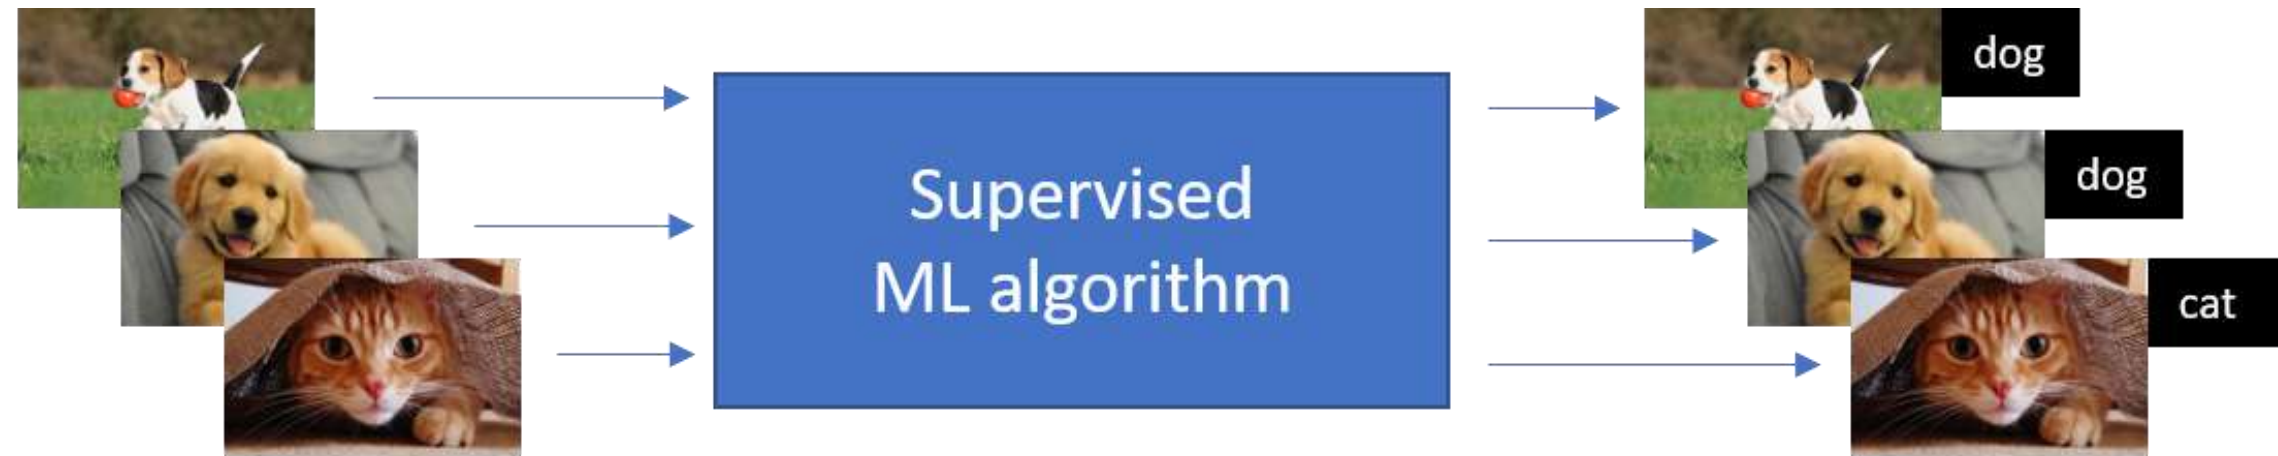 dog
dog
Supervised
ML algorithm
cat